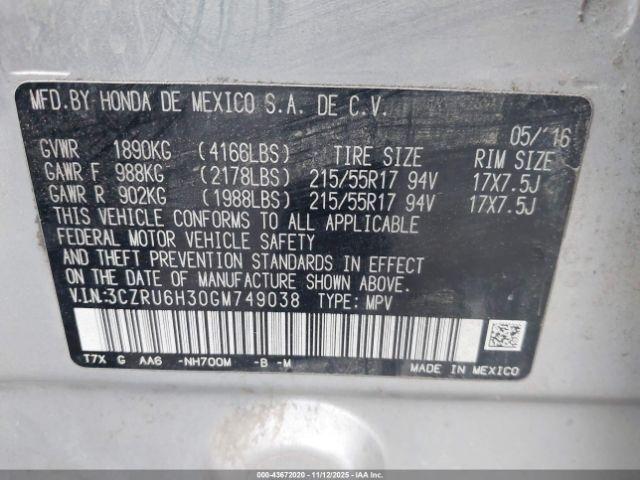 MFD.BY HONDA DE MEXICO S.A. DE C.V.
05/'16
GVWR 1890KG (4166LBS) TIRE SIZE RIM SIZE
GAWR F 988KG (2178LBS) 215/55R17 94V 17X7.5J
GAWR R 902KG (1988LBS) 215/55R17 94V 17X7.5J
THIS VEHICLE CONFORMS TO ALL APPLICABLE
FEDERAL MOTOR VEHICLE SAFETY
AND THEFT PREVENTION STANDARDS IN EFFECT
ON THE DATE OF MANUFACTURE SHOWN ABOVE.
V.I.N:3CZRU6H30GM749038 TYPE: MPV
T7X G AA6 -NH700M -B -M
MADE IN MEXICO
000-43672020 - 11/12/2025 - IAAI.COM